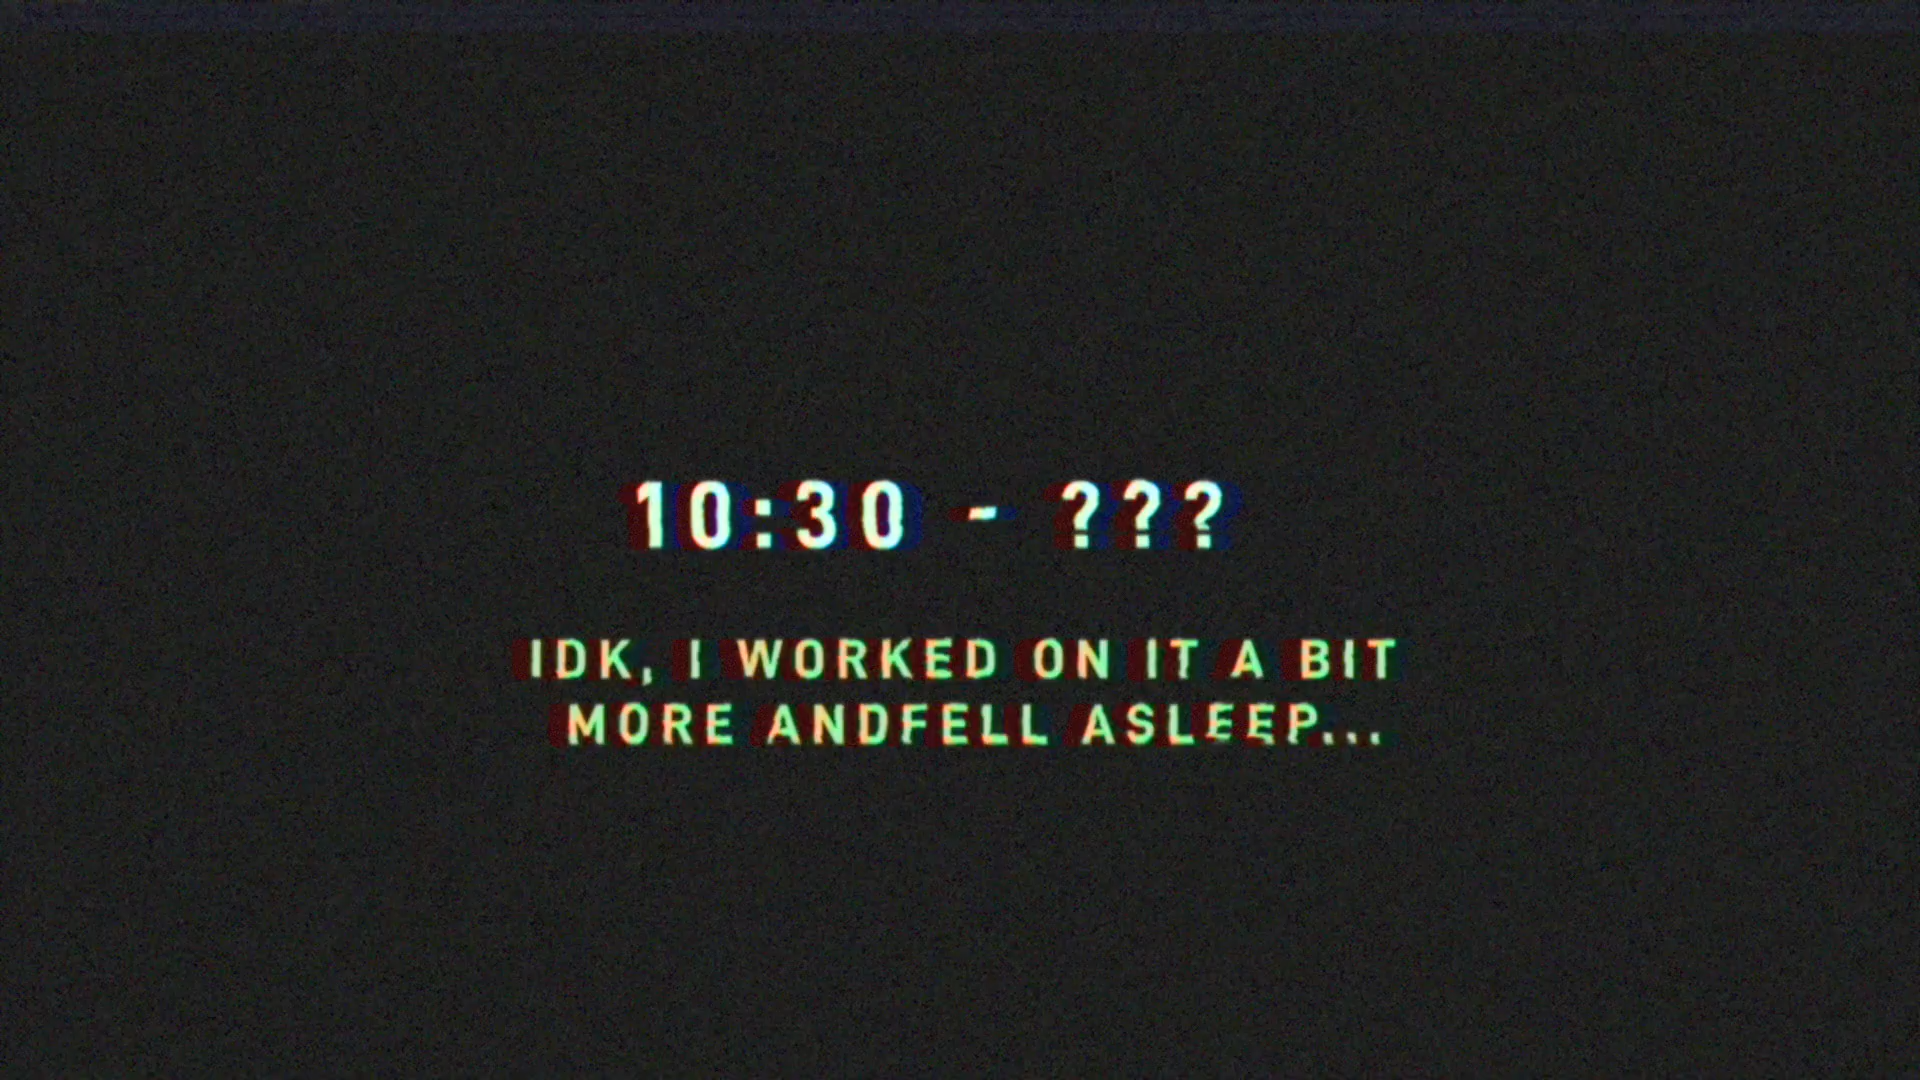 10:30 - ???
IDK, I WORKED ON IT A BIT
MORE ANDFELL ASLEEP...